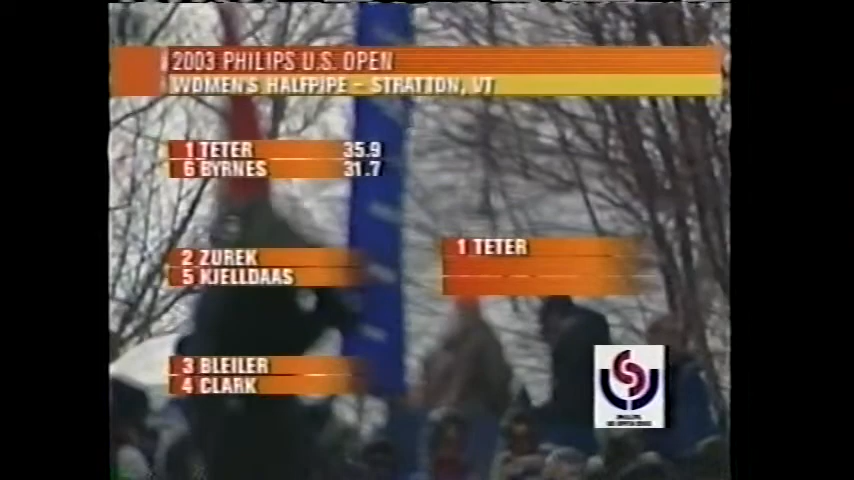 2003 PHILIPS U.S. OPEN
WOMEN'S HALFPIPE - STRATTON, VT
1 TETER 35.9
6 BYRNES 31.7
1 TETER
2 ZUREK
5 KJELLDAAS
3 BLEILER
4 CLARK